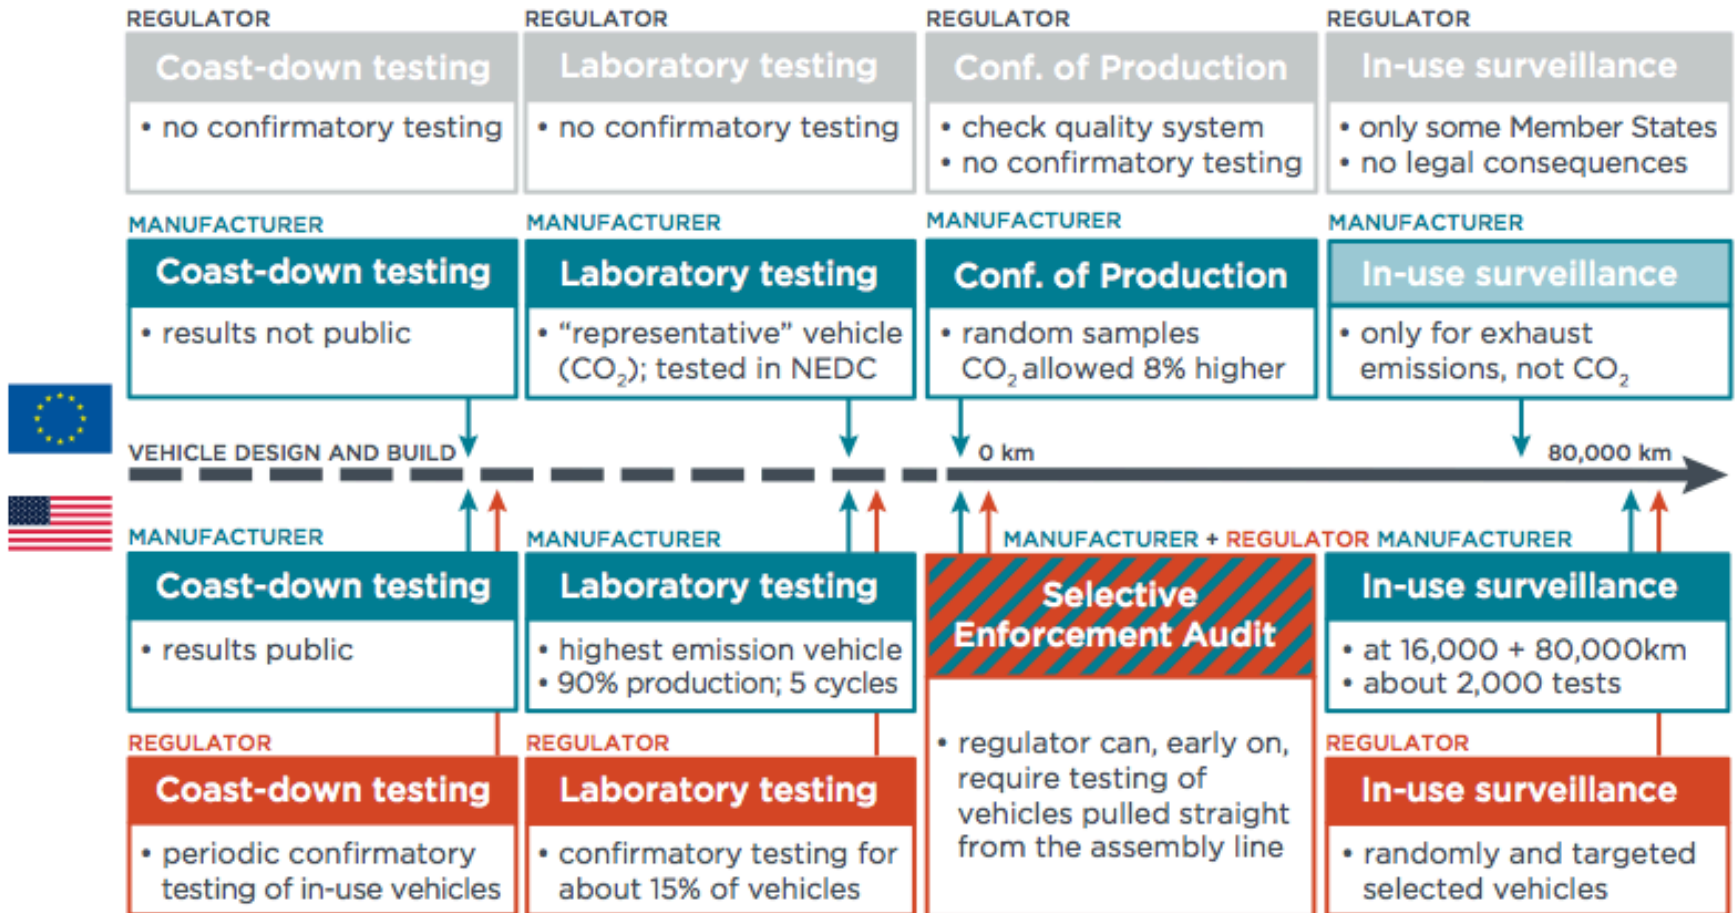 REGULATOR
Coast-down testing
• no confirmatory testing
REGULATOR
Laboratory testing
• no confirmatory testing
REGULATOR
Conf. of Production
• check quality system
• no confirmatory testing
REGULATOR
In-use surveillance
• only some Member States
• no legal consequences
MANUFACTURER
Coast-down testing
• results not public
MANUFACTURER
Laboratory testing
• “representative” vehicle
(CO₂); tested in NEDC
MANUFACTURER
Conf. of Production
• random samples
CO₂ allowed 8% higher
MANUFACTURER
In-use surveillance
• only for exhaust
emissions, not CO₂
VEHICLE DESIGN AND BUILD
0 km
80,000 km
MANUFACTURER
Coast-down testing
• results public
MANUFACTURER
Laboratory testing
• highest emission vehicle
• 90% production; 5 cycles
MANUFACTURER + REGULATOR
Selective
Enforcement Audit
• regulator can, early on,
require testing of
vehicles pulled straight
from the assembly line
MANUFACTURER
In-use surveillance
• at 16,000 + 80,000km
• about 2,000 tests
REGULATOR
Coast-down testing
• periodic confirmatory
testing of in-use vehicles
REGULATOR
Laboratory testing
• confirmatory testing for
about 15% of vehicles
REGULATOR
In-use surveillance
• randomly and targeted
selected vehicles